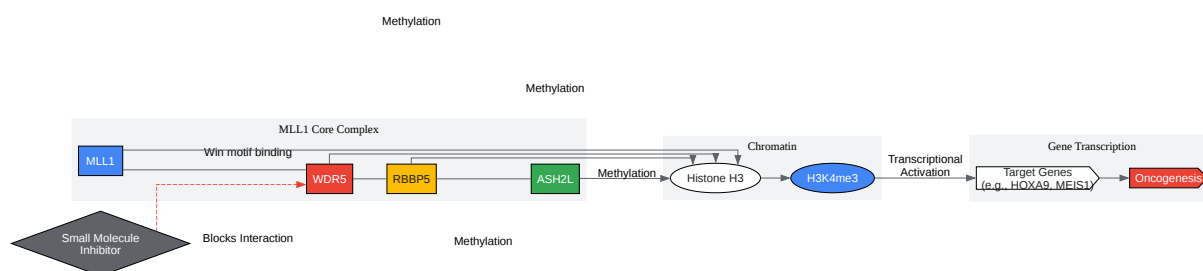 Methylation
Methylation
MLL1 Core Complex
MLL1
Win motif binding
WDR5
RBBP5
ASH2L
Methylation
Chromatin
Histone H3
H3K4me3
Transcriptional
Activation
Gene Transcription
Target Genes
(e.g., HOXA9, MEIS1)
Oncogenesis
Small Molecule
Inhibitor
Blocks Interaction
Methylation